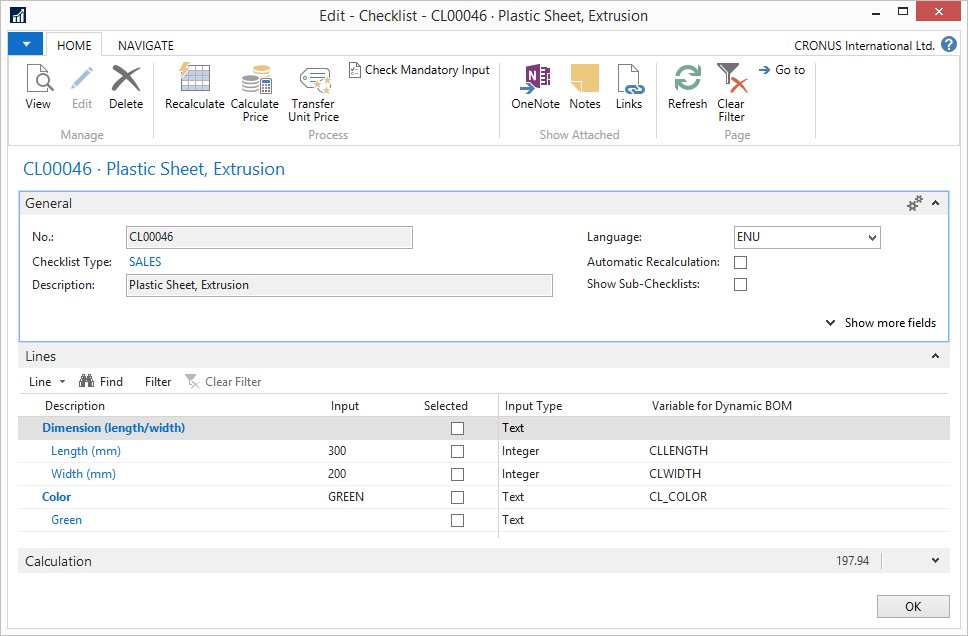 Edit - Checklist - CL00046 · Plastic Sheet, Extrusion
HOME NAVIGATE CRONUS International Ltd. ?
View Edit Delete
Manage
Recalculate Calculate Price Transfer Unit Price Check Mandatory Input
Process
OneNote Notes Links
Show Attached
Refresh Clear Filter Go to
Page
CL00046 · Plastic Sheet, Extrusion
General
No.: CL00046 Language: ENU
Checklist Type: SALES Automatic Recalculation:
Description: Plastic Sheet, Extrusion Show Sub-Checklists:
Show more fields
Lines
Line Find Filter Clear Filter
Description Input Selected Input Type Variable for Dynamic BOM
Dimension (length/width) Text
Length (mm) 300 Integer CLLENGTH
Width (mm) 200 Integer CLWIDTH
Color GREEN Text CL_COLOR
Green Text
Calculation 197.94
OK